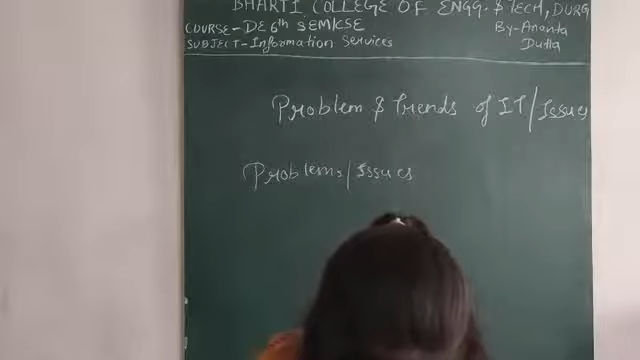 BHARTI COLLEGE OF ENGG. & TECH, DURG
COURSE - DE 6th SEM/CSE
By - Ananta
SUBJECT - Information Services
Dutta
Problem & Trends of IT/Issues
Problems/Issues